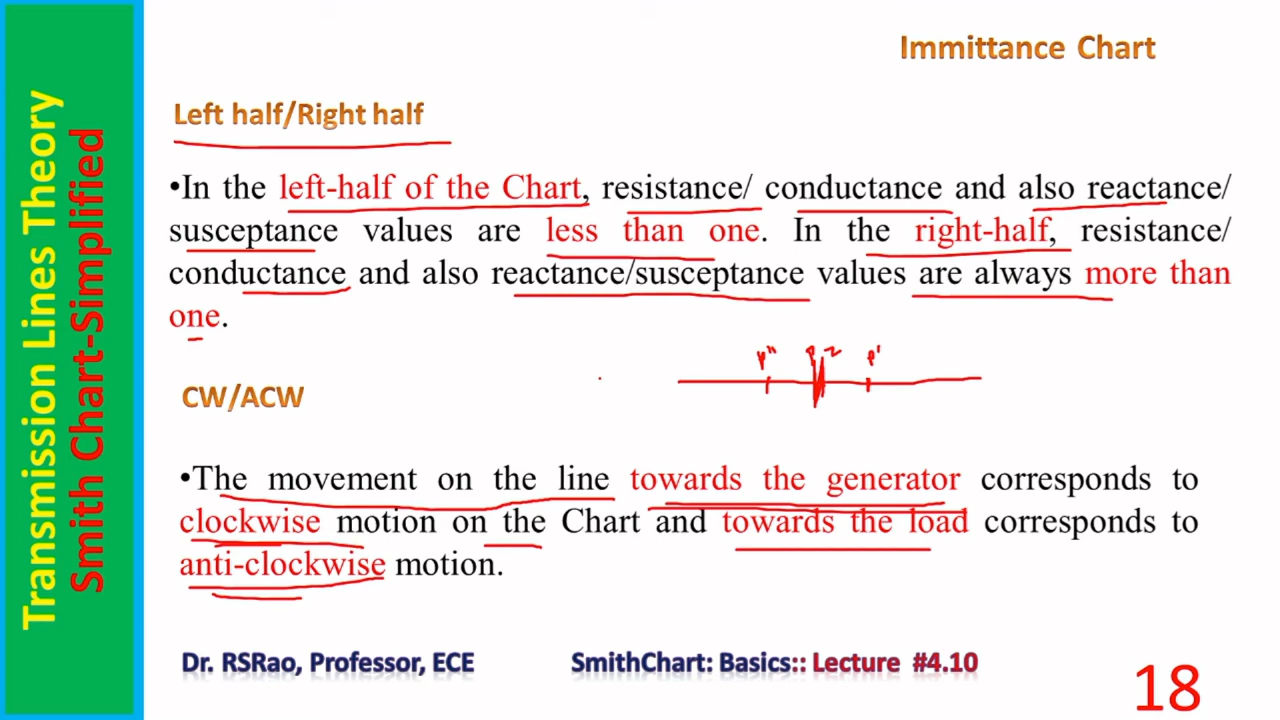 Transmission Lines Theory
Smith Chart-Simplified
Immittance Chart
Left half/Right half
•In the left-half of the Chart, resistance/ conductance and also reactance/
susceptance values are less than one. In the right-half, resistance/
conductance and also reactance/susceptance values are always more than
one.
CW/ACW
•The movement on the line towards the generator corresponds to
clockwise motion on the Chart and towards the load corresponds to
anti-clockwise motion.
Dr. RSRao, Professor, ECE SmithChart: Basics:: Lecture #4.10
18